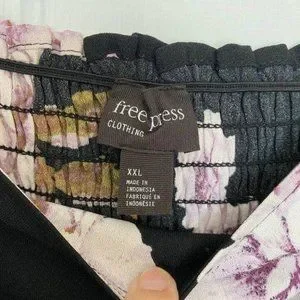 free press
CLOTHING
XXL
MADE IN
INDONESIA
FABRIQUÉ EN
INDONÉSIE